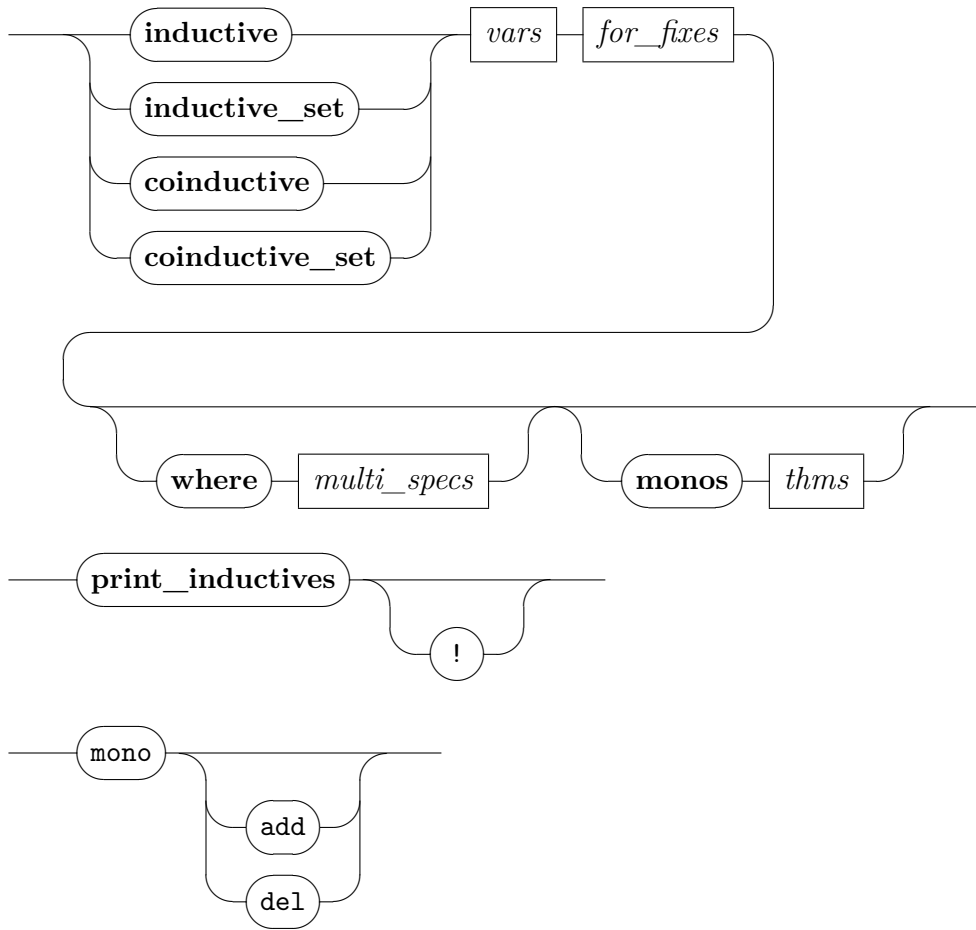 inductive vars for_fixes
inductive_set
coinductive
coinductive_set
where multi_specs monos thms
print_inductives
!
mono
add
del